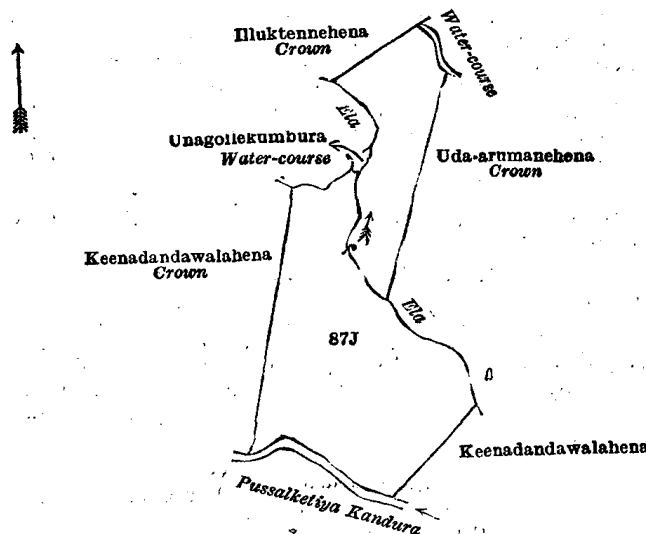 Illuktennehena
Crown
Water-course
Ela
Unagollekumbura
Water-course
Uda-arumanehena
Crown
Keenadandawalahena
Crown
Ela
87J
Keenadandawalahena
Pussalketiya Kandura